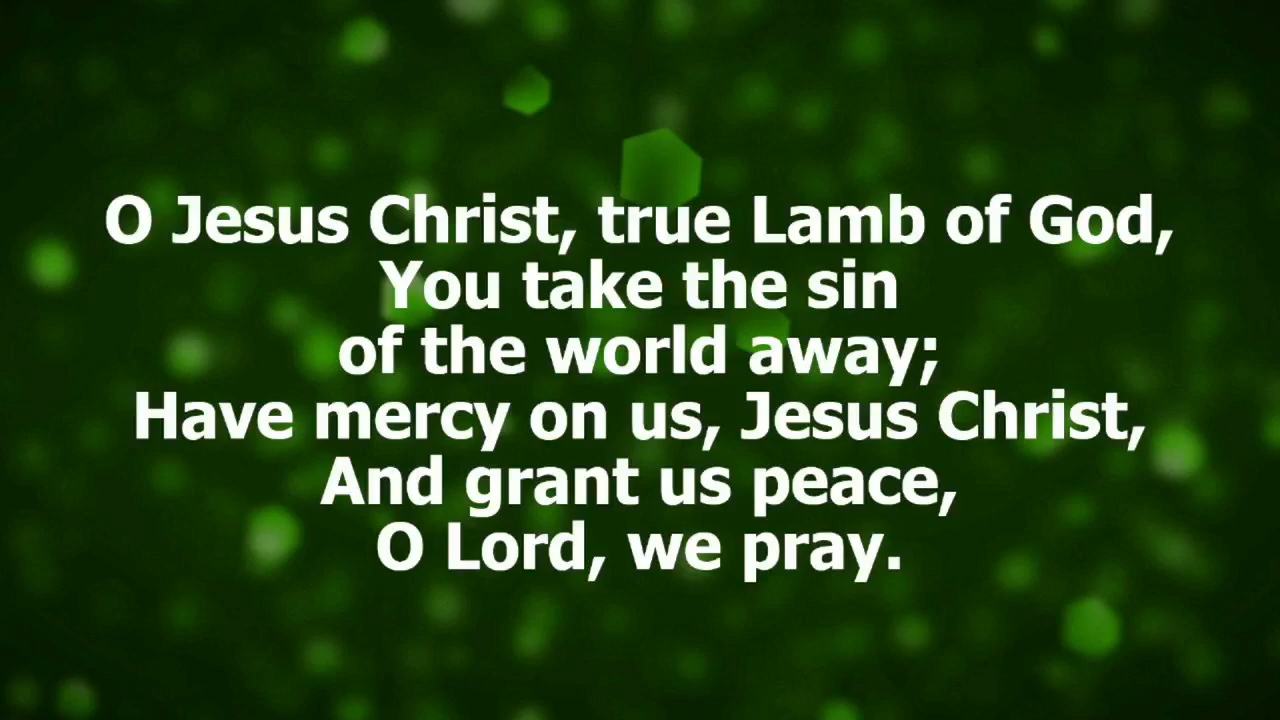 O Jesus Christ, true Lamb of God,
You take the sin
of the world away;
Have mercy on us, Jesus Christ,
And grant us peace,
O Lord, we pray.